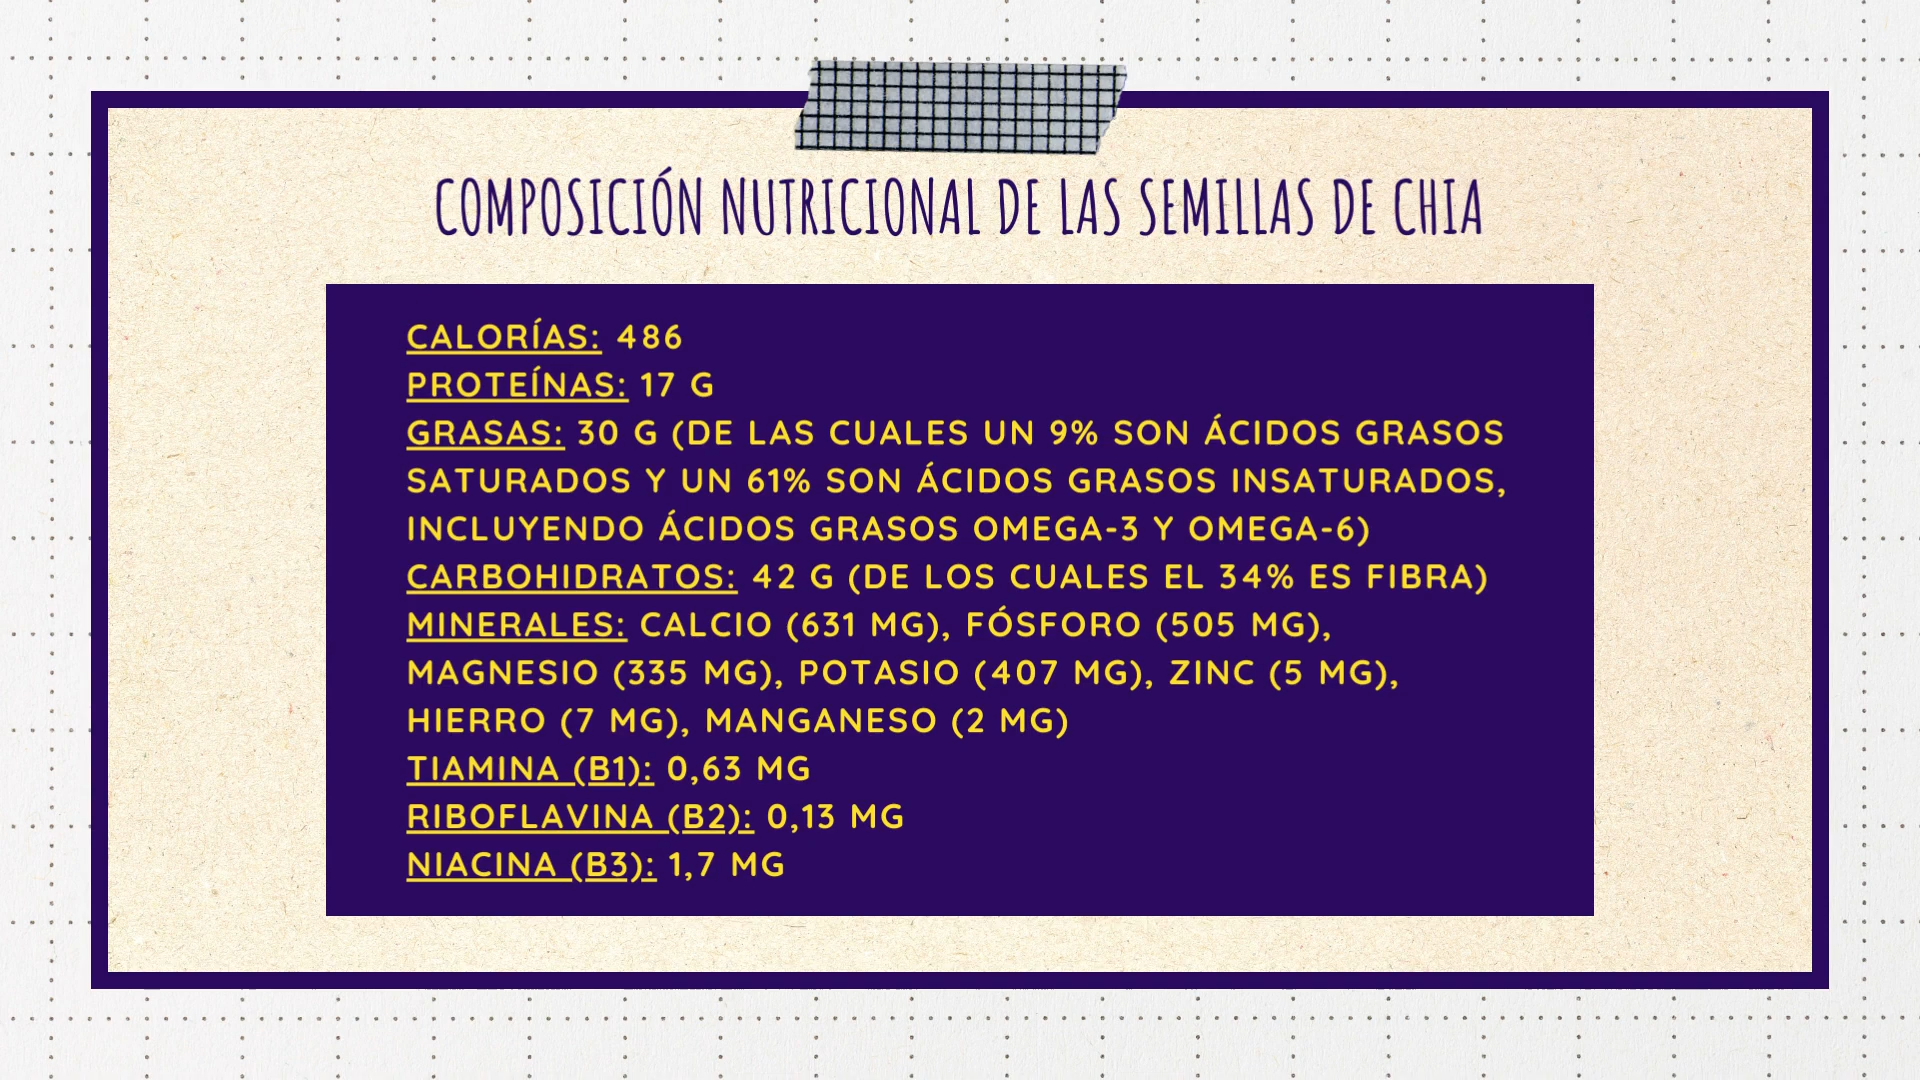 COMPOSICIÓN NUTRICIONAL DE LAS SEMILLAS DE CHIA
CALORÍAS: 486
PROTEÍNAS: 17 G
GRASAS: 30 G (DE LAS CUALES UN 9% SON ÁCIDOS GRASOS
SATURADOS Y UN 61% SON ÁCIDOS GRASOS INSATURADOS,
INCLUYENDO ÁCIDOS GRASOS OMEGA-3 Y OMEGA-6)
CARBOHIDRATOS: 42 G (DE LOS CUALES EL 34% ES FIBRA)
MINERALES: CALCIO (631 MG), FÓSFORO (505 MG),
MAGNESIO (335 MG), POTASIO (407 MG), ZINC (5 MG),
HIERRO (7 MG), MANGANESO (2 MG)
TIAMINA (B1): 0,63 MG
RIBOFLAVINA (B2): 0,13 MG
NIACINA (B3): 1,7 MG